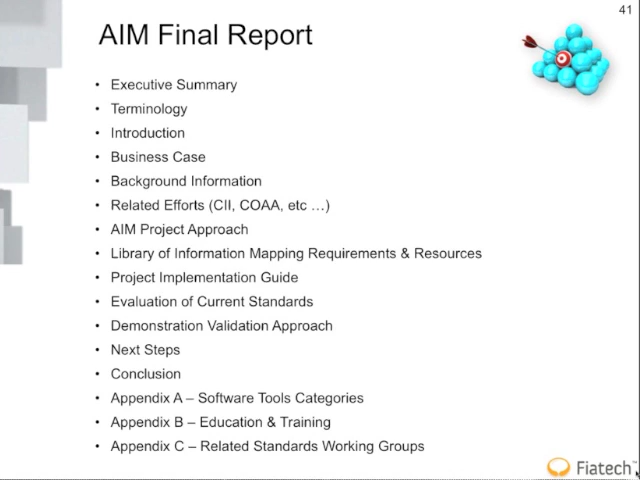 41
AIM Final Report
• Executive Summary
• Terminology
• Introduction
• Business Case
• Background Information
• Related Efforts (CII, COAA, etc …)
• AIM Project Approach
• Library of Information Mapping Requirements & Resources
• Project Implementation Guide
• Evaluation of Current Standards
• Demonstration Validation Approach
• Next Steps
• Conclusion
• Appendix A – Software Tools Categories
• Appendix B – Education & Training
• Appendix C – Related Standards Working Groups
Fiatech™